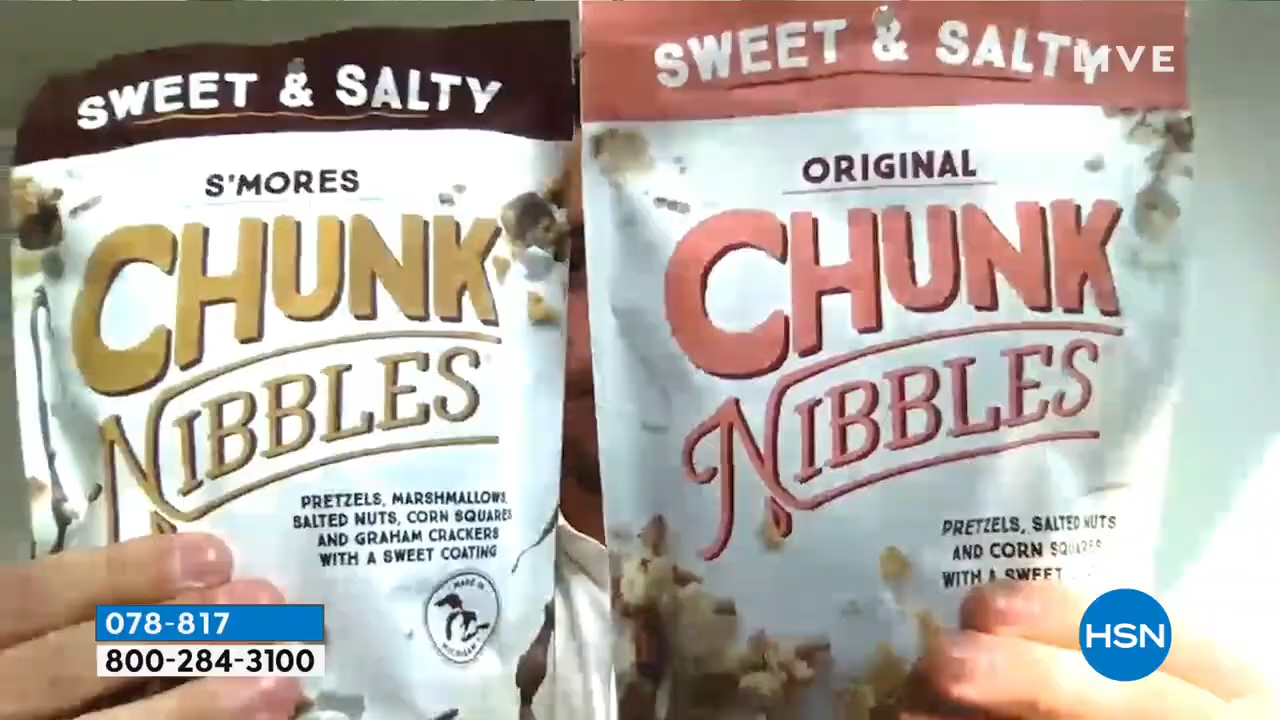 SWEET & SALTY
S'MORES
CHUNK
NIBBLES
PRETZELS, MARSHMALLOWS,
SALTED NUTS, CORN SQUARES
AND GRAHAM CRACKERS
WITH A SWEET COATING
MADE IN
MICHIGAN
SWEET & SALTY
LIVE
ORIGINAL
CHUNK
NIBBLES
PRETZELS, SALTED NUTS
AND CORN SQUARES
WITH A SWEET
078-817
800-284-3100
HSN